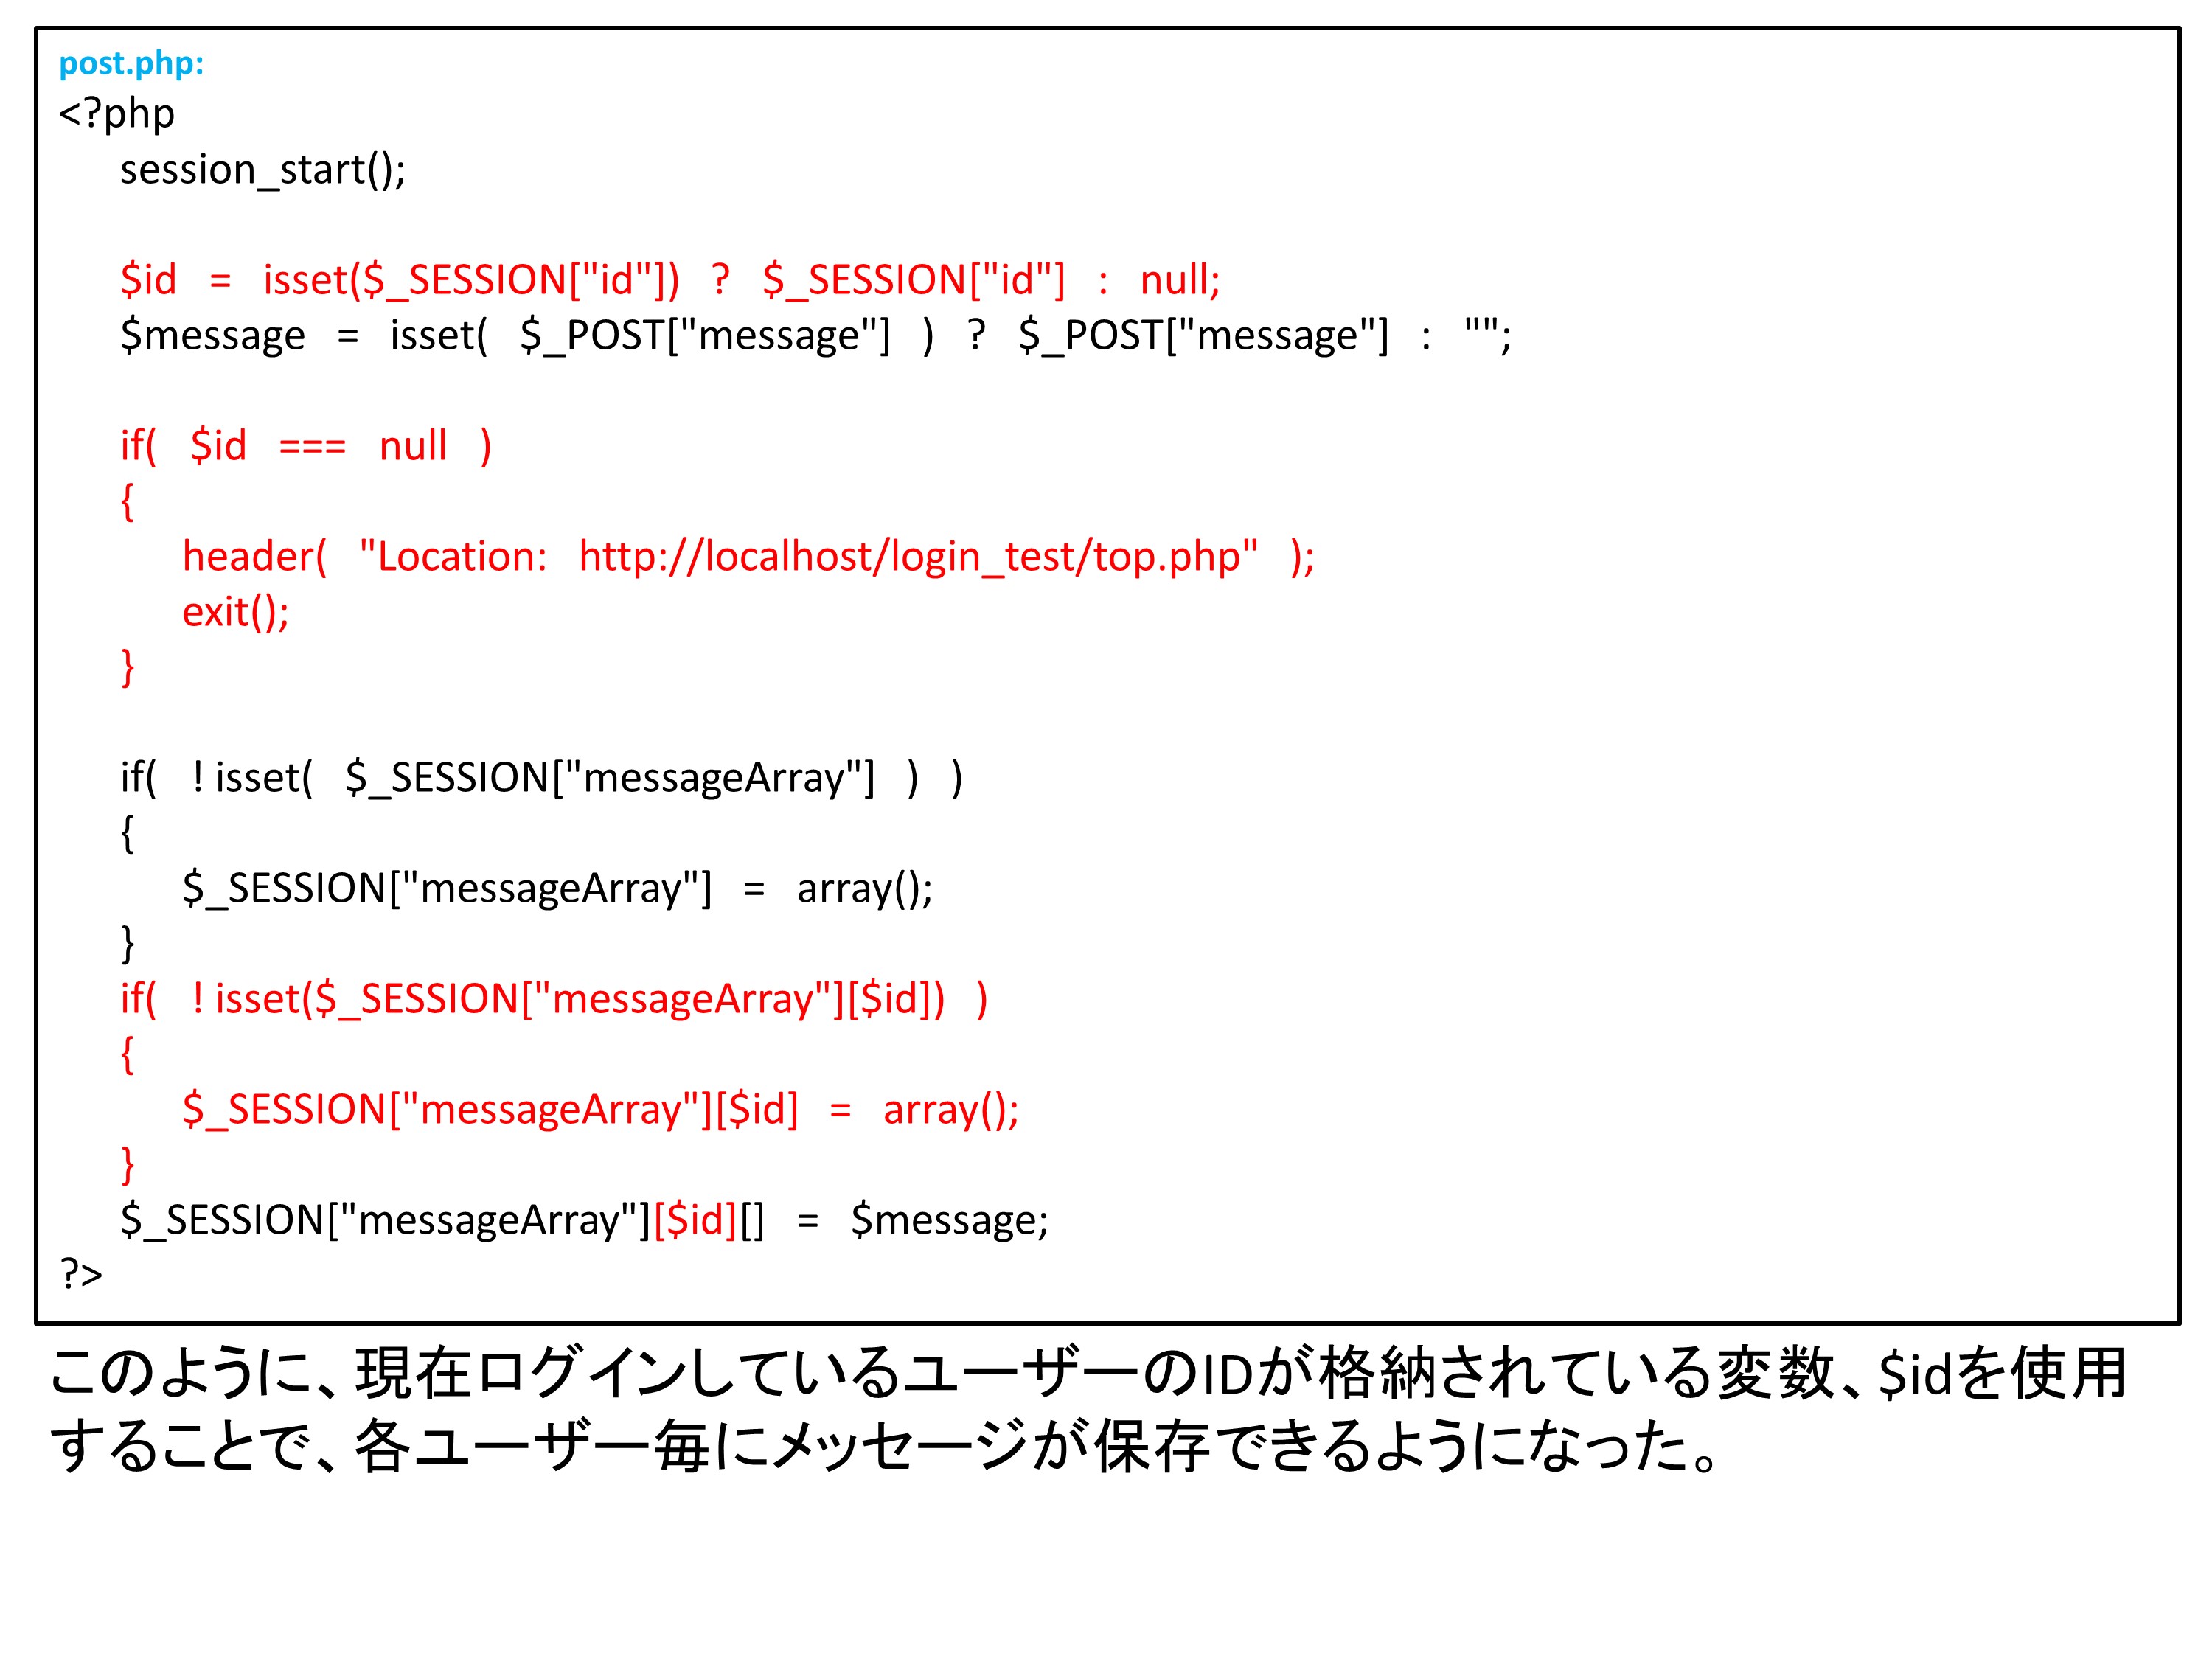 post.php:
<?php
session_start();
$id = isset($_SESSION["id"]) ? $_SESSION["id"] : null;
$message = isset( $_POST["message"] ) ? $_POST["message"] : "";
if( $id === null )
{
header( "Location: http://localhost/login_test/top.php" );
exit();
}
if( ! isset( $_SESSION["messageArray"] ) )
{
$_SESSION["messageArray"] = array();
}
if( ! isset($_SESSION["messageArray"][$id]) )
{
$_SESSION["messageArray"][$id] = array();
}
$_SESSION["messageArray"][$id][] = $message;
?>
このように、現在ログインしているユーザーのIDが格納されている変数、$idを使用
することで、各ユーザー毎にメッセージが保存できるようになった。